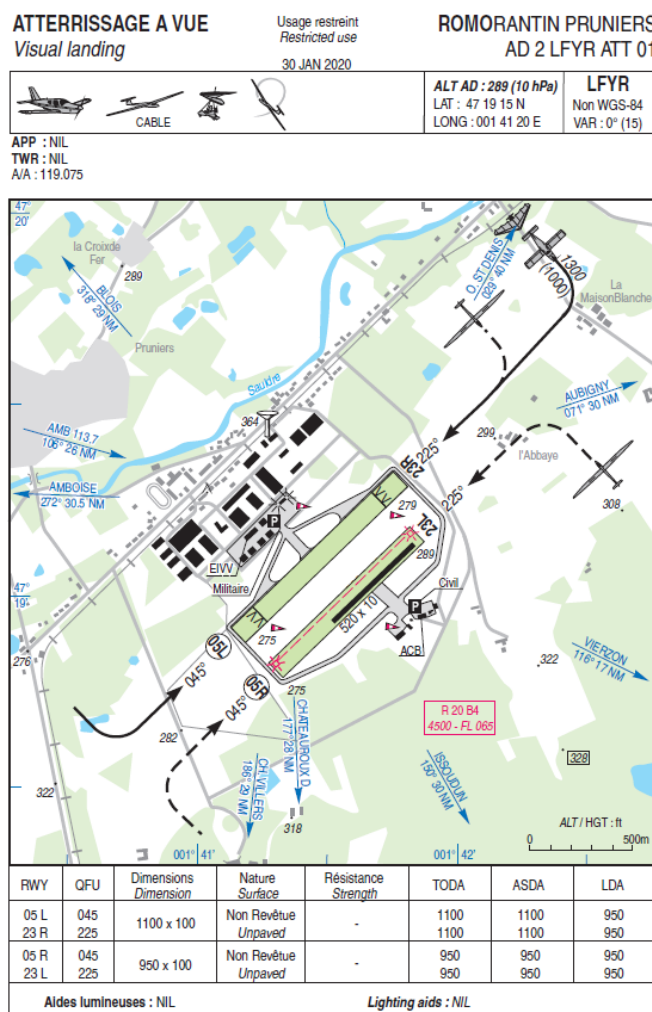 ATTERRISSAGE A VUE
Visual landing
Usage restreint
Restricted use
30 JAN 2020
ROMORANTIN PRUNIERS
AD 2 LFYR ATT 01
CABLE
ALT AD : 289 (10 hPa)
LAT : 47 19 15 N
LONG : 001 41 20 E
LFYR
Non WGS-84
VAR : 0° (15)
APP : NIL
TWR : NIL
A/A : 119.075
47°
20'
la Croixde
Fer
289
BLOIS
318° 29 NM
Pruniers
O. ST DENIS
029° 40 NM
1300
(1000)
La
MaisonBlanche
Sauldre
AUBIGNY
071° 30 NM
364
AMB 113.7
106° 26 NM
AMBOISE
272° 30.5 NM
299
l'Abbaye
308
23R
225°
225°
23L
279
289
P
EIVV
Militaire
47°
19'
520 x 10
P
Civil
ACB
275
05L
045°
05R
045°
275
276
322
VIERZON
116° 17 NM
R 20 B4
4500 - FL 065
282
CHATEAUROUX D.
177° 28 NM
CH VILLERS
186° 29 NM
ISSOUDUN
150° 30 NM
328
322
318
ALT / HGT : ft
0 500m
001° 41'
001° 42'
RWY QFU Dimensions Nature Résistance TODA ASDA LDA
Dimension Surface Strength
05 L 045 1100 x 100 Non Revêtue - 1100 1100 950
23 R 225 Unpaved 1100 1100 950
05 R 045 950 x 100 Non Revêtue - 950 950 950
23 L 225 Unpaved 950 950 950
Aides lumineuses : NIL Lighting aids : NIL